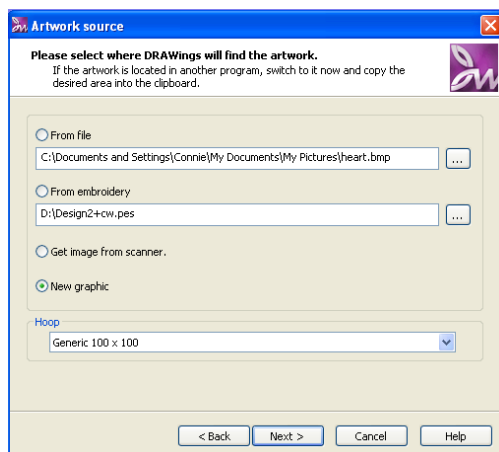 Artwork source
Please select where DRAWings will find the artwork.
If the artwork is located in another program, switch to it now and copy the
desired area into the clipboard.
From file
C:\Documents and Settings\Connie\My Documents\My Pictures\heart.bmp
...
From embroidery
D:\Design2+cw.pes
...
Get image from scanner.
New graphic
Hoop
Generic 100 x 100
< Back Next > Cancel Help